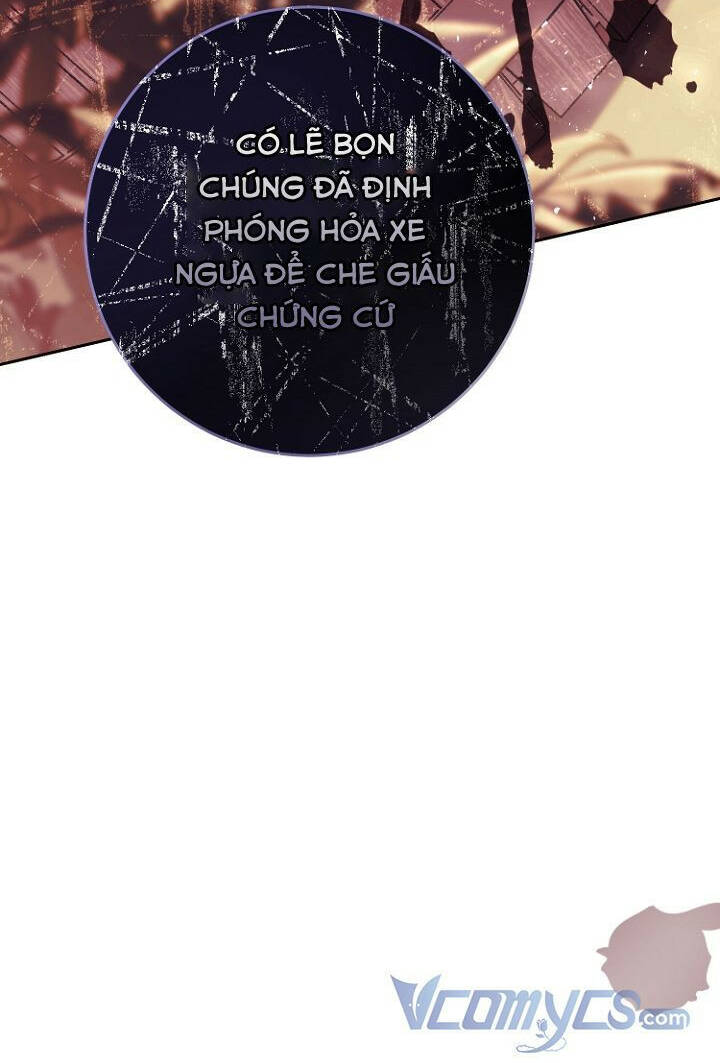 CÓ LẼ BỌN
CHÚNG ĐÃ ĐỊNH
PHÓNG HỎA XE
NGỰA ĐỂ CHE GIẤU
CHỨNG CỨ
Vcomycs.com